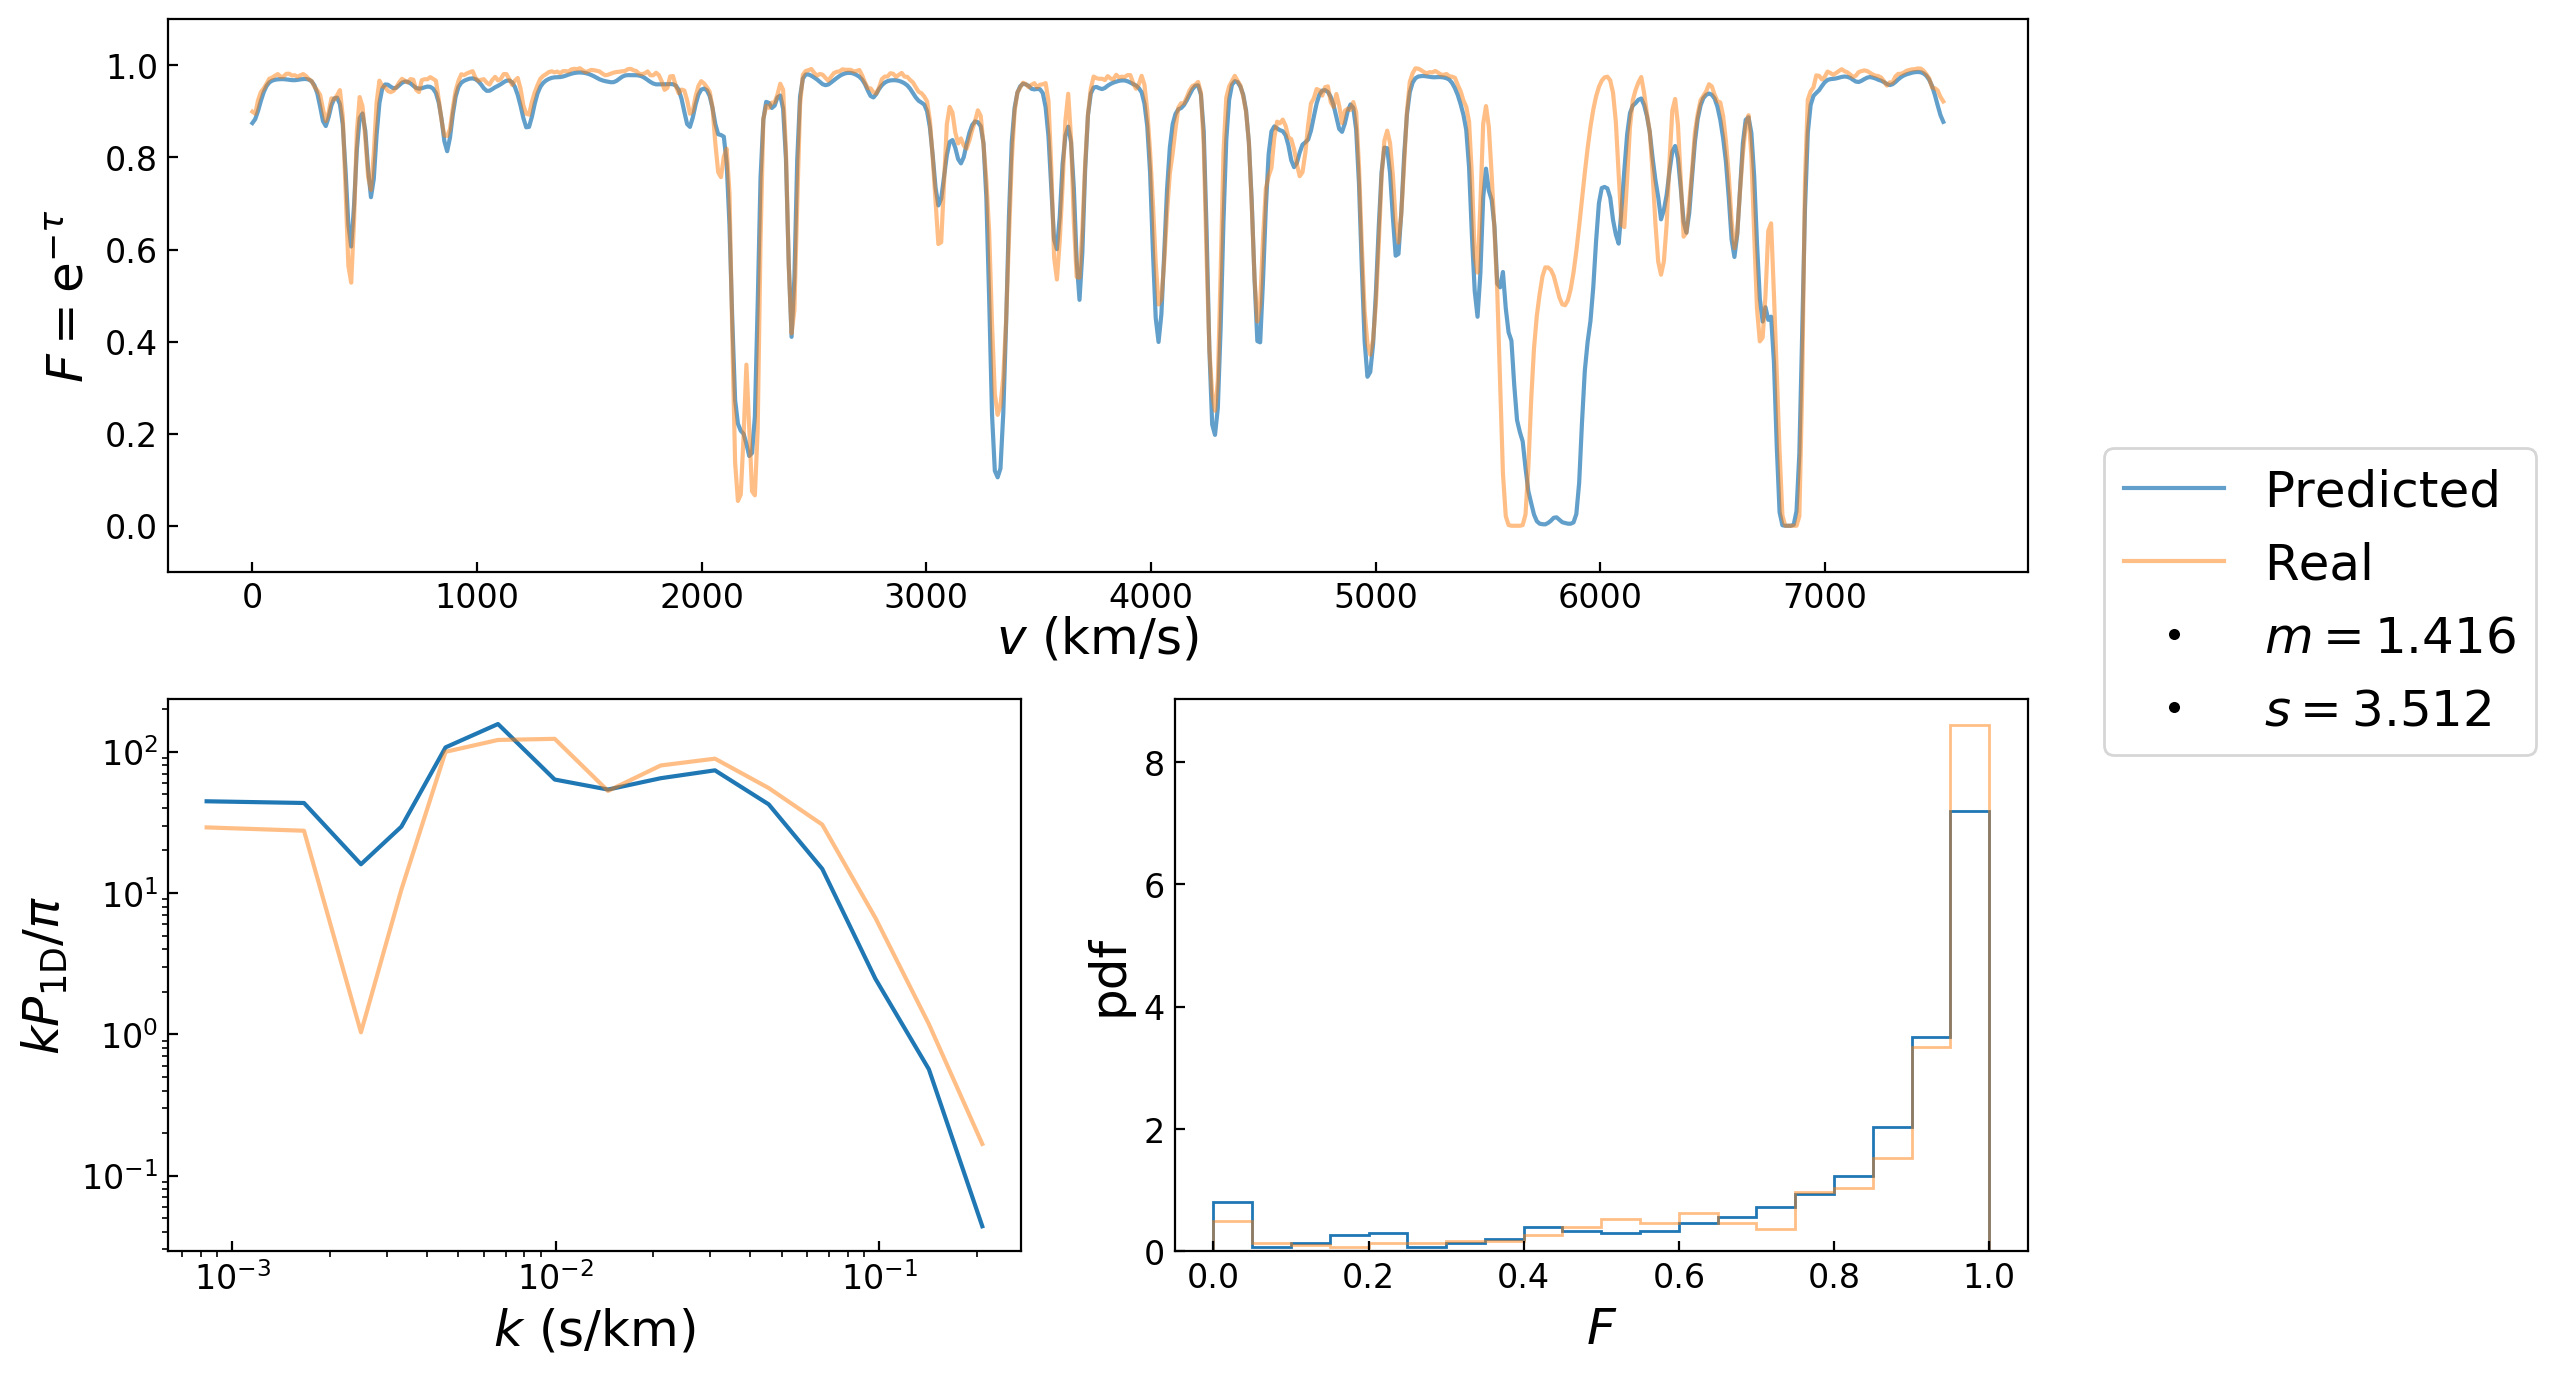 F = e^{−τ}
1.0
0.8
0.6
0.4
0.2
0.0
0 1000 2000 3000 4000 5000 6000 7000
v (km/s)
Predicted
Real
m = 1.416
s = 3.512
kP_{1D}/π
10^2
10^1
10^0
10^{−1}
10^{−3} 10^{−2} 10^{−1}
k (s/km)
pdf
8
6
4
2
0
0.0 0.2 0.4 0.6 0.8 1.0
F